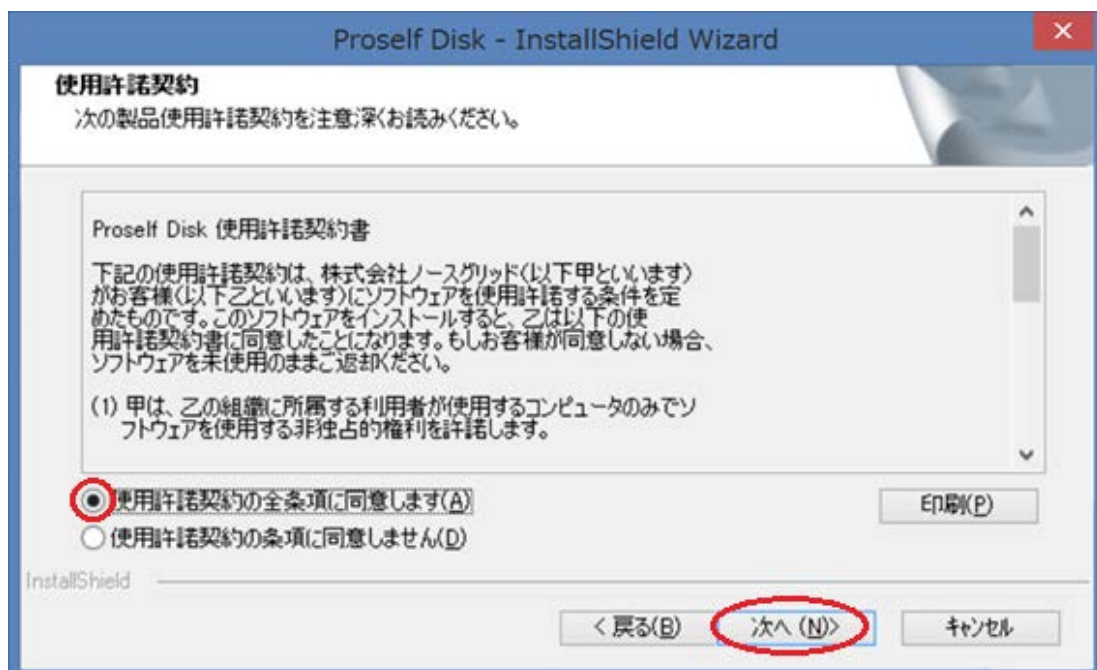 Proself Disk - InstallShield Wizard
使用許諾契約
次の製品使用許諾契約を注意深くお読みください。
Proself Disk 使用許諾契約書
下記の使用許諾契約は、株式会社ノースグリッド(以下甲といいます)
がお客様(以下乙といいます)にソフトウェアを使用許諾する条件を定
めたものです。このソフトウェアをインストールすると、乙は以下の使
用許諾契約書に同意したことになります。もしお客様が同意しない場合、
ソフトウェアを未使用のままご返却ください。
(1) 甲は、乙の組織に所属する利用者が使用するコンピュータのみでソ
フトウェアを使用する非独占的権利を許諾します。
使用許諾契約の全条項に同意します(A)
印刷(P)
使用許諾契約の条項に同意しません(D)
InstallShield
< 戻る(B)
次へ (N)>
キャンセル